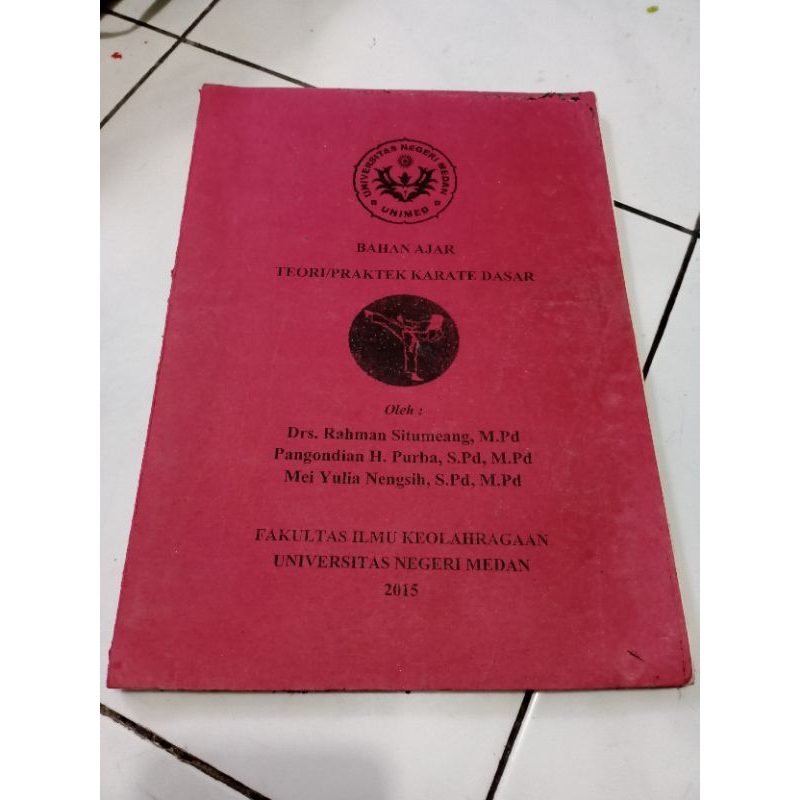 UNIVERSITAS NEGERI MEDAN
UNIMED
BAHAN AJAR
TEORI/PRAKTEK KARATE DASAR
Oleh :
Drs. Rahman Situmeang, M.Pd
Pangondian H. Purba, S.Pd, M.Pd
Mei Yulia Nengsih, S.Pd, M.Pd
FAKULTAS ILMU KEOLAHRAGAAN
UNIVERSITAS NEGERI MEDAN
2015